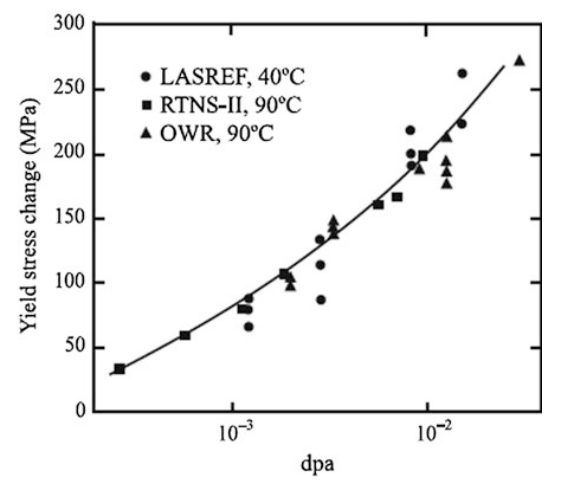 300
250
200
150
100
50
0
Yield stress change (MPa)
LASREF, 40ºC
RTNS-II, 90ºC
OWR, 90ºC
10⁻³
10⁻²
dpa